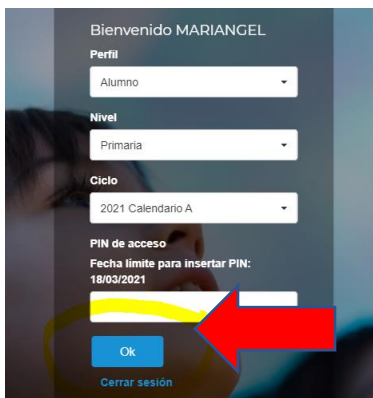 Bienvenido MARIANGEL
Perfil
Alumno
Nivel
Primaria
Ciclo
2021 Calendario A
PIN de acceso
Fecha límite para insertar PIN:
18/03/2021
Ok
Cerrar sesión